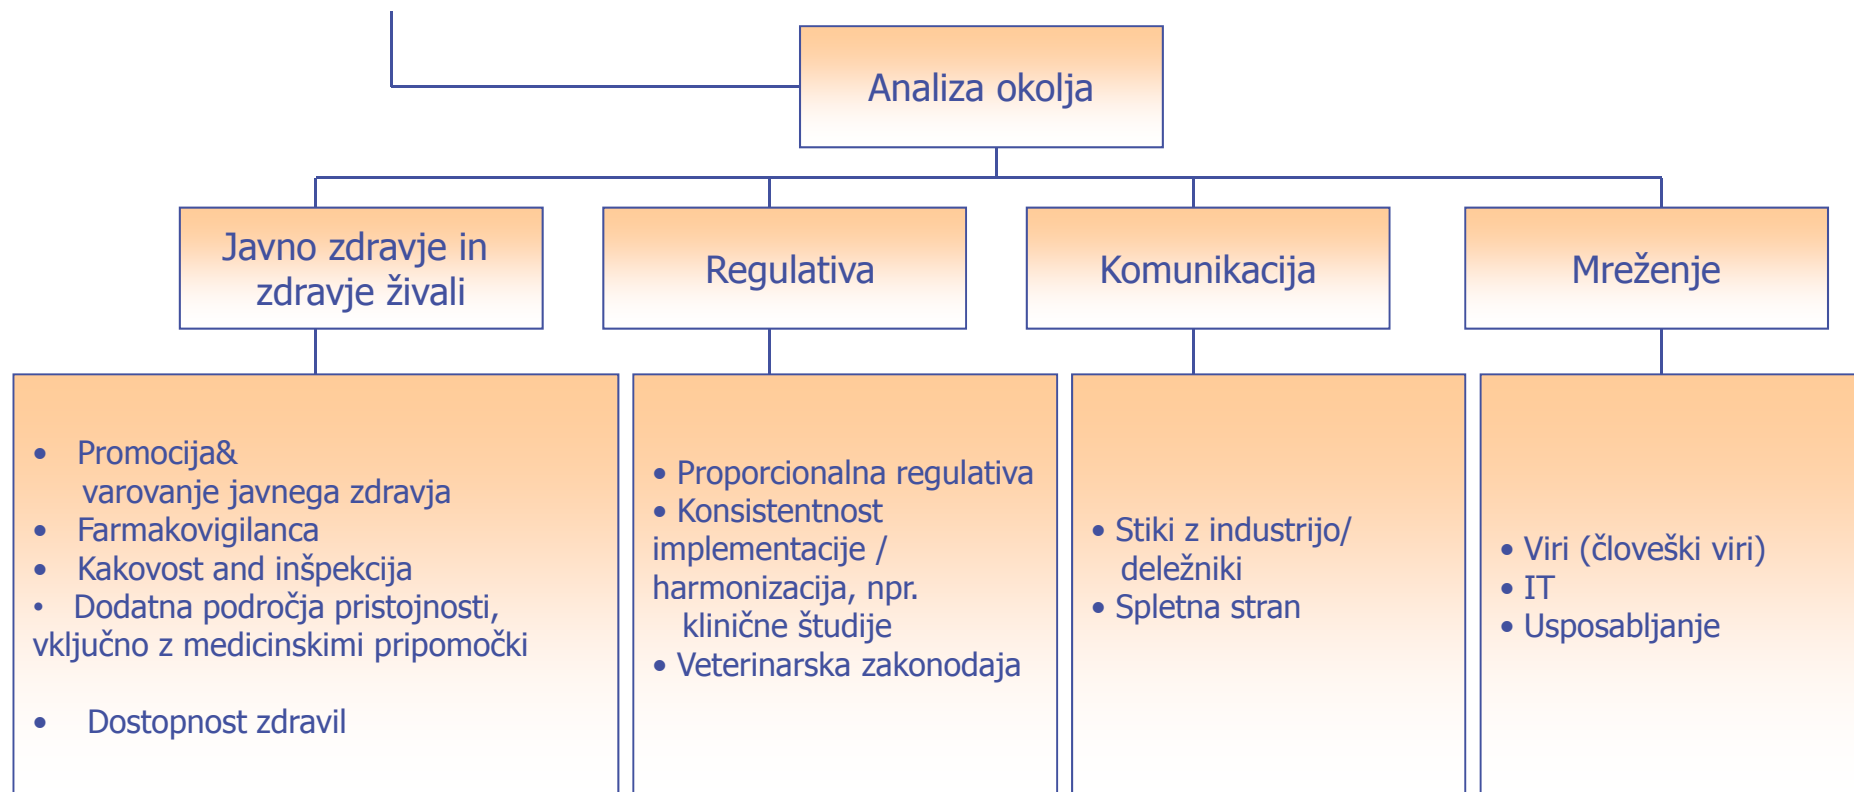 Analiza okolja
Javno zdravje in
zdravje živali
Regulativa
Komunikacija
Mreženje
• Promocija&
varovanje javnega zdravja
• Farmakovigilanca
• Kakovost and inšpekcija
• Dodatna področja pristojnosti,
vključno z medicinskimi pripomočki
• Dostopnost zdravil
• Proporcionalna regulativa
• Konsistentnost
implementacije /
harmonizacija, npr.
klinične študije
• Veterinarska zakonodaja
• Stiki z industrijo/
deležniki
• Spletna stran
• Viri (človeški viri)
• IT
• Usposabljanje